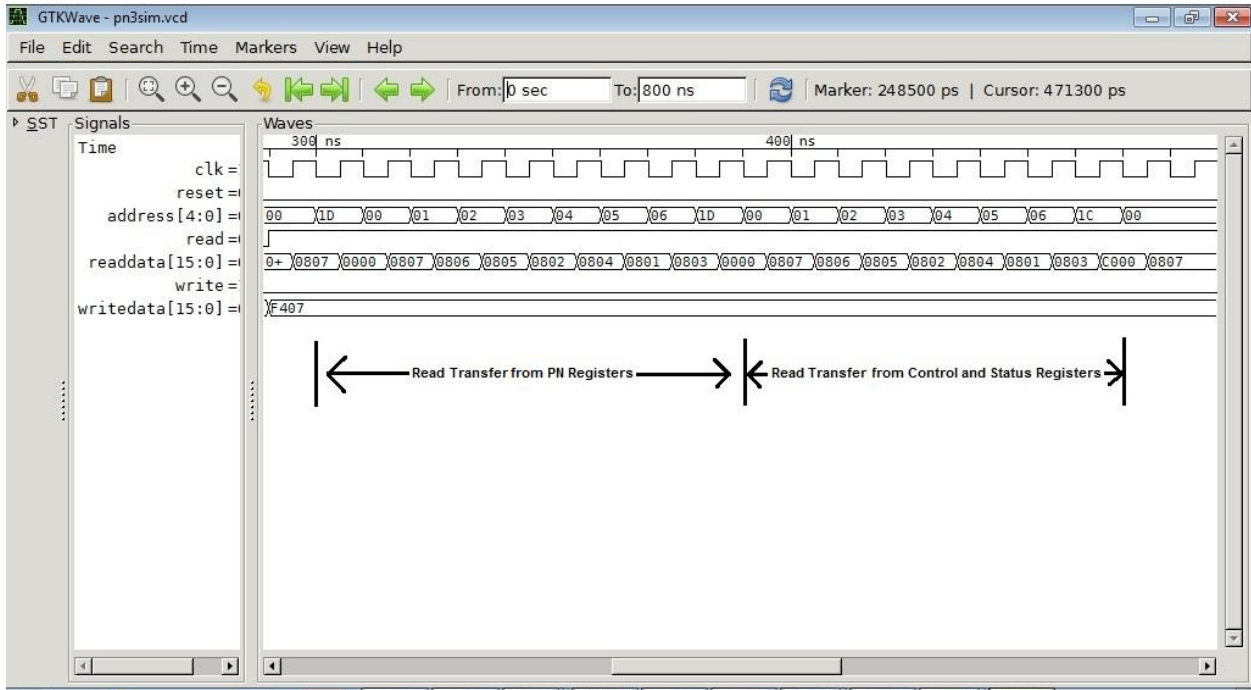 GTKWave - pn3sim.vcd
File Edit Search Time Markers View Help
From: 0 sec To: 800 ns Marker: 248500 ps | Cursor: 471300 ps
SST Signals Waves
Time 300 ns 400 ns
clk =
reset =
address[4:0] = 00 1D 00 01 02 03 04 05 06 1D 00 01 02 03 04 05 06 1C 00
read =
readdata[15:0] = 0+ 0807 0000 0807 0806 0805 0802 0804 0801 0803 0000 0807 0806 0805 0802 0804 0801 0803 C000 0807
write =
writedata[15:0] = F407
Read Transfer from PN Registers Read Transfer from Control and Status Registers